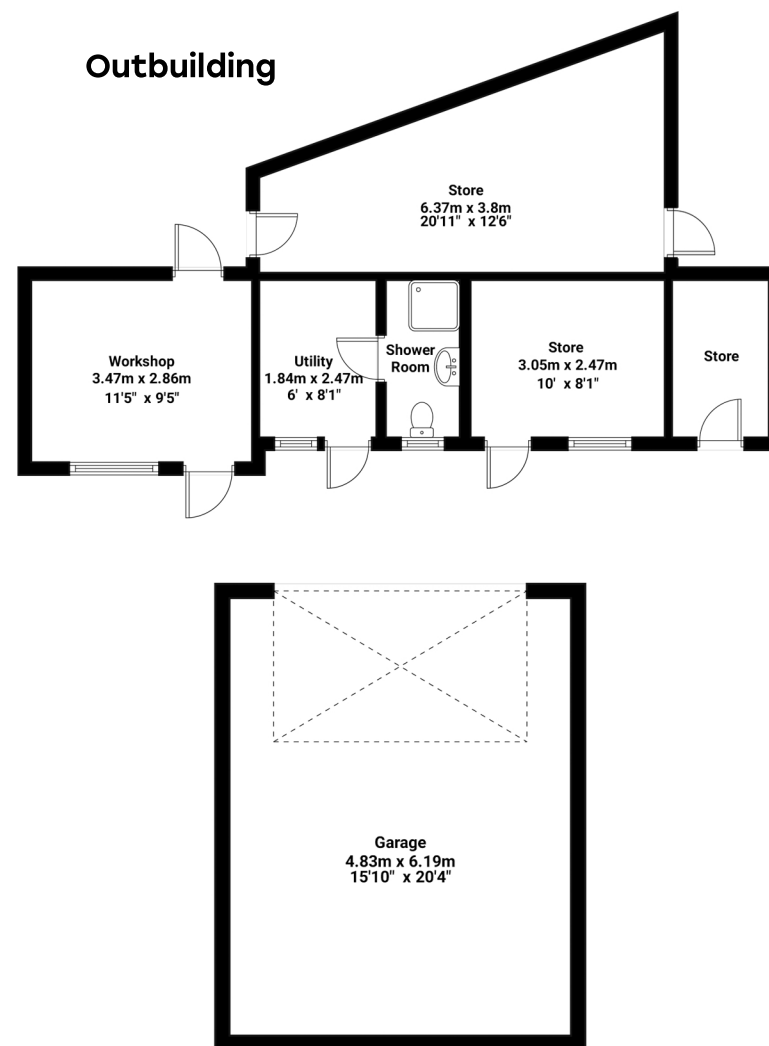 Outbuilding
Store
6.37m x 3.8m
20'11" x 12'6"
Workshop
3.47m x 2.86m
11'5" x 9'5"
Utility
1.84m x 2.47m
6' x 8'1"
Shower
Room
Store
3.05m x 2.47m
10' x 8'1"
Store
Garage
4.83m x 6.19m
15'10" x 20'4"